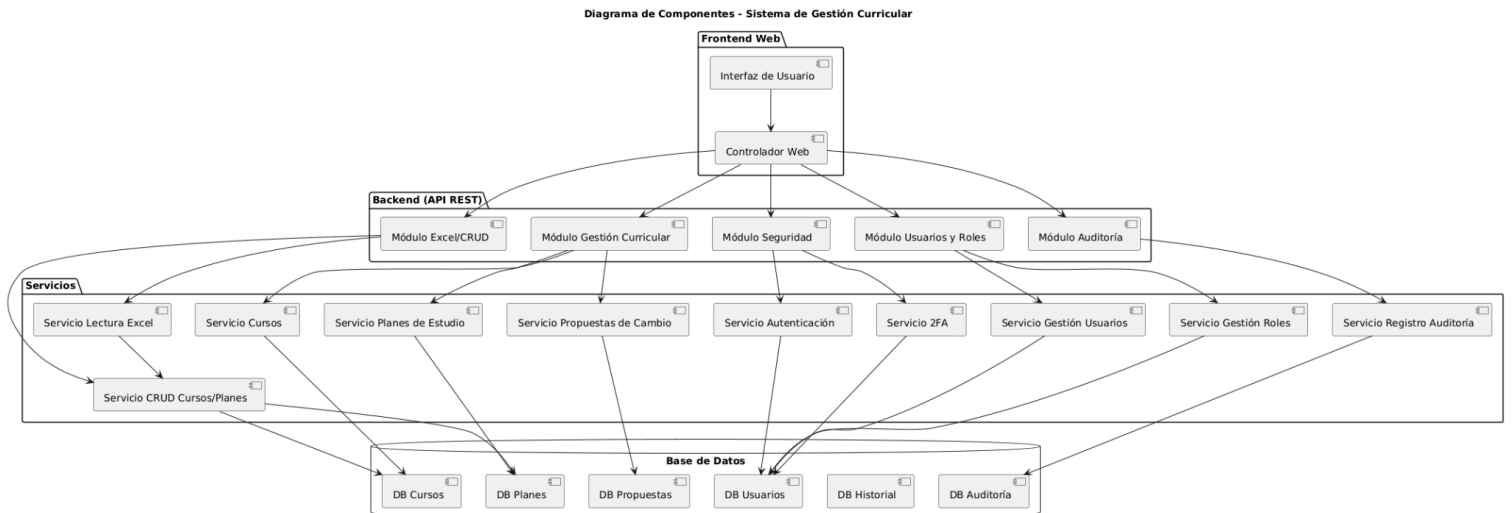 Diagrama de Componentes - Sistema de Gestión Curricular
Frontend Web
Interfaz de Usuario
Controlador Web
Backend (API REST)
Módulo Excel/CRUD
Módulo Gestión Curricular
Módulo Seguridad
Módulo Usuarios y Roles
Módulo Auditoría
Servicios
Servicio Lectura Excel
Servicio Cursos
Servicio Planes de Estudio
Servicio Propuestas de Cambio
Servicio Autenticación
Servicio 2FA
Servicio Gestión Usuarios
Servicio Gestión Roles
Servicio Registro Auditoría
Servicio CRUD Cursos/Planes
Base de Datos
DB Cursos
DB Planes
DB Propuestas
DB Usuarios
DB Historial
DB Auditoría